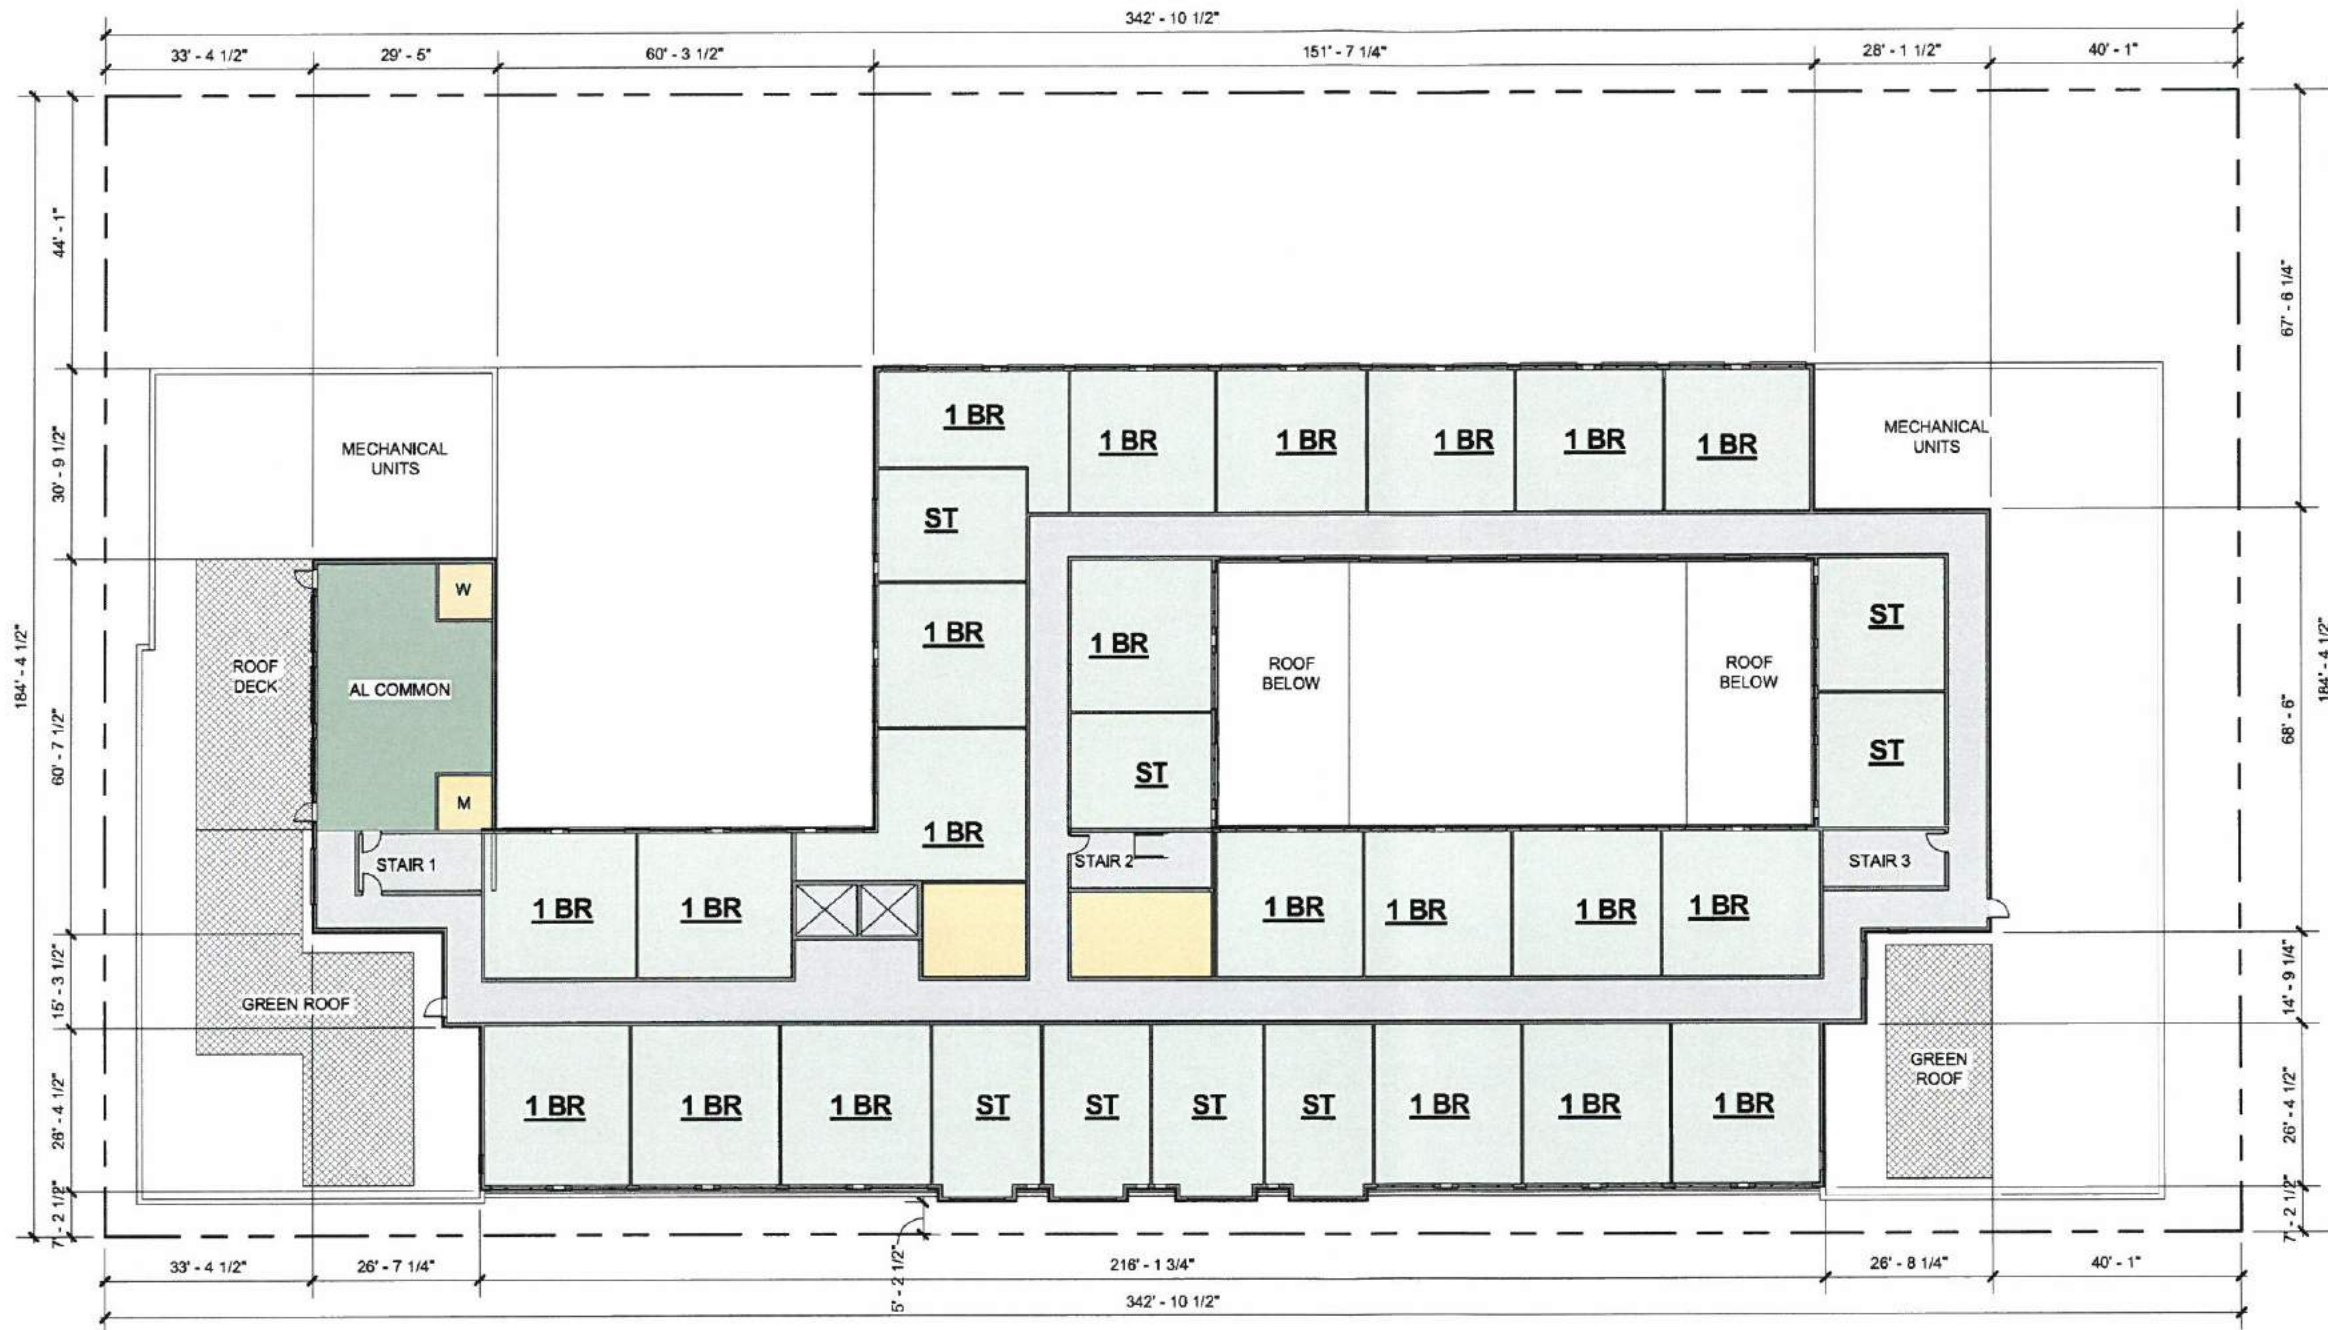 342' - 10 1/2"
33' - 4 1/2"
29' - 5"
60' - 3 1/2"
151' - 7 1/4"
28' - 1 1/2"
40' - 1"
184' - 4 1/2"
44' - 1"
30' - 9 1/2"
60' - 7 1/2"
15' - 3 1/2"
26' - 4 1/2"
7' - 2 1/2"
MECHANICAL
UNITS
1 BR
1 BR
1 BR
1 BR
1 BR
1 BR
MECHANICAL
UNITS
ST
W
ROOF
DECK
AL COMMON
M
1 BR
1 BR
ROOF
BELOW
ROOF
BELOW
ST
ST
ST
1 BR
STAIR 1
STAIR 2
STAIR 3
1 BR
1 BR
1 BR
1 BR
1 BR
1 BR
GREEN ROOF
GREEN
ROOF
1 BR
1 BR
1 BR
ST
ST
ST
ST
1 BR
1 BR
1 BR
67' - 6 1/4"
184' - 4 1/2"
68' - 6"
14' - 9 1/4"
26' - 4 1/2"
7' - 2 1/2"
33' - 4 1/2"
26' - 7 1/4"
5' - 2 1/2"
216' - 1 3/4"
26' - 8 1/4"
40' - 1"
342' - 10 1/2"